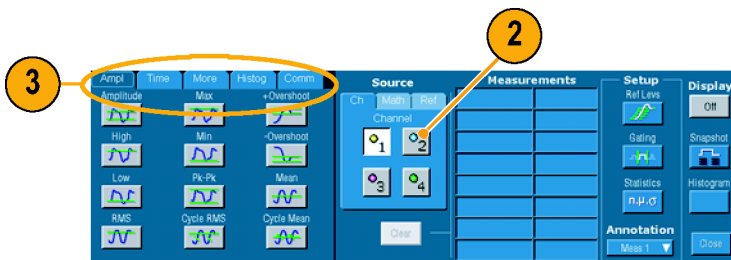 2
3
Ampl Time More Histog Comm
Amplitude Max +Overshoot
High Min -Overshoot
Low Pk-Pk Mean
RMS Cycle RMS Cycle Mean
Source
Ch Math Ref
Channel
1 2
3 4
Clear
Measurements
Setup
Ref Levs
Gating
Statistics
n,μ,σ
Annotation
Meas 1
Display
Off
Snapshot
Histogram
Close